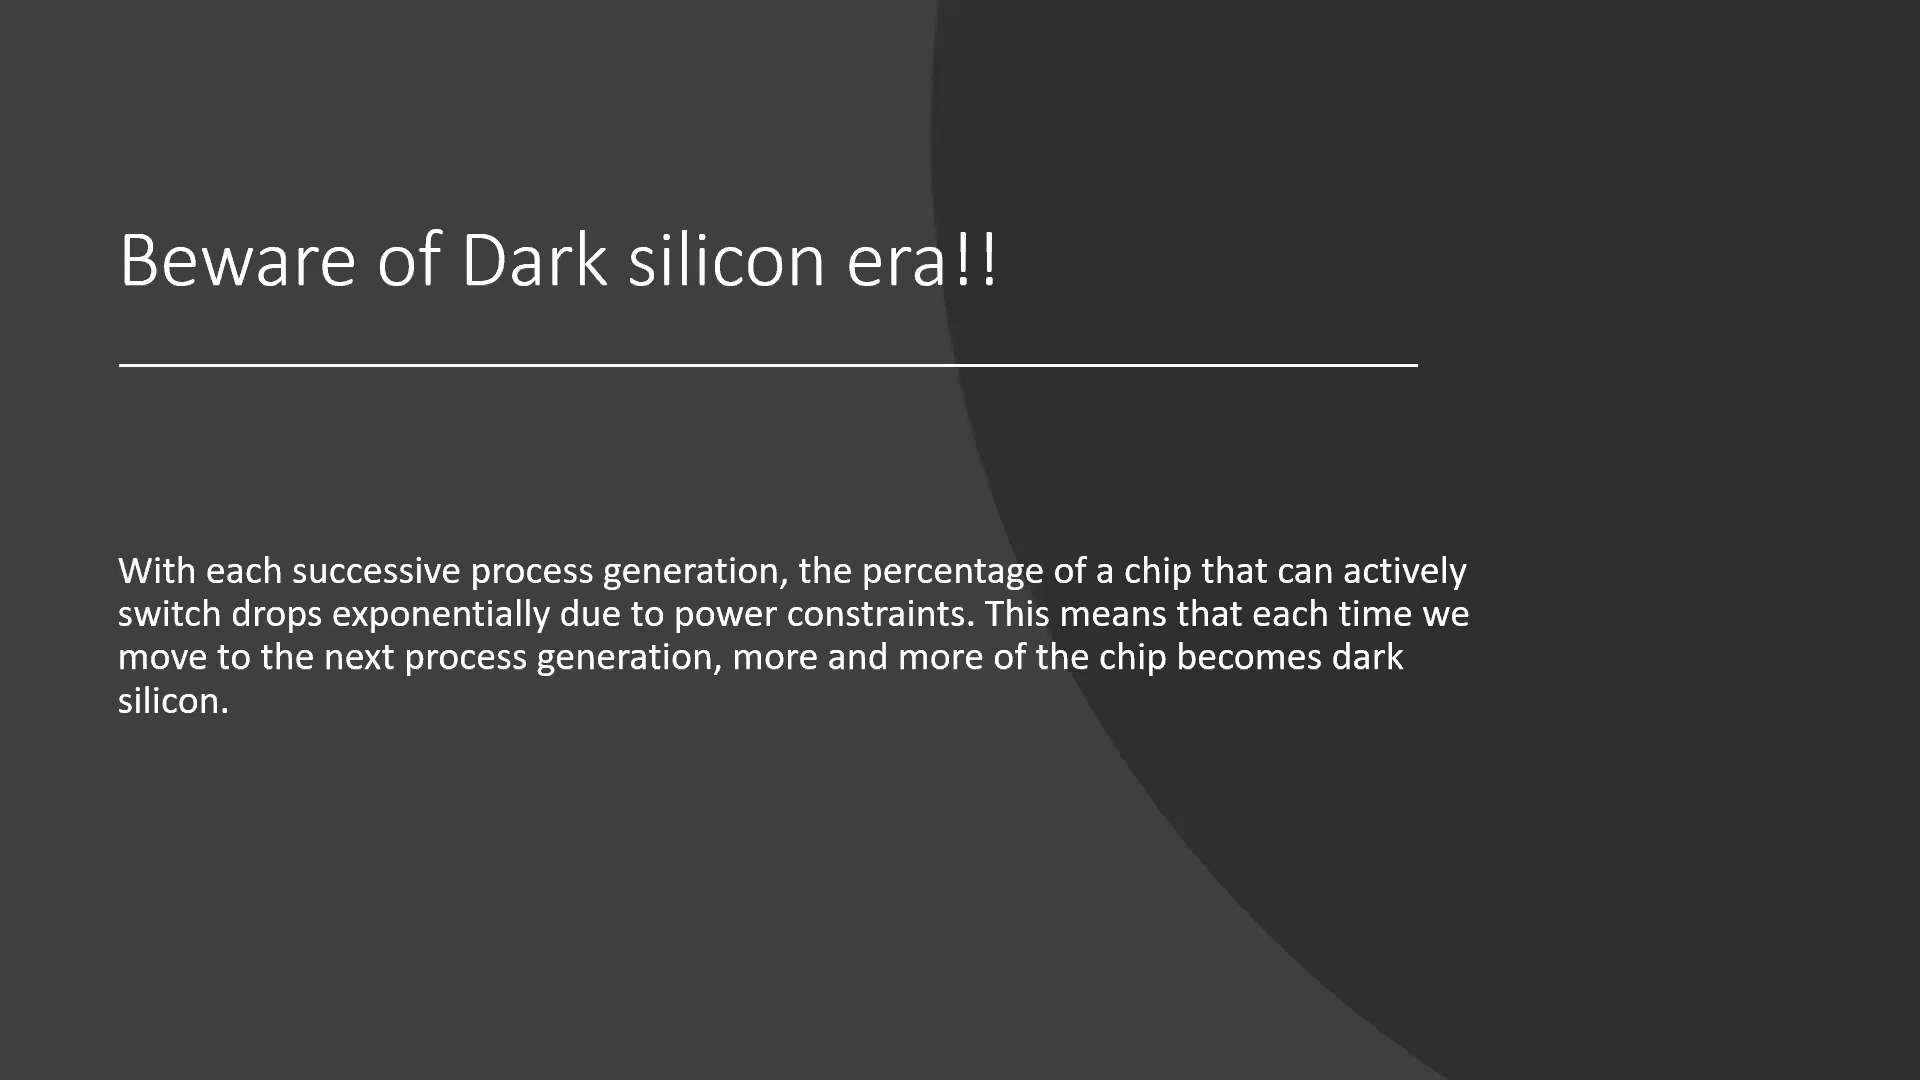 Beware of Dark silicon era!!
With each successive process generation, the percentage of a chip that can actively
switch drops exponentially due to power constraints. This means that each time we
move to the next process generation, more and more of the chip becomes dark
silicon.